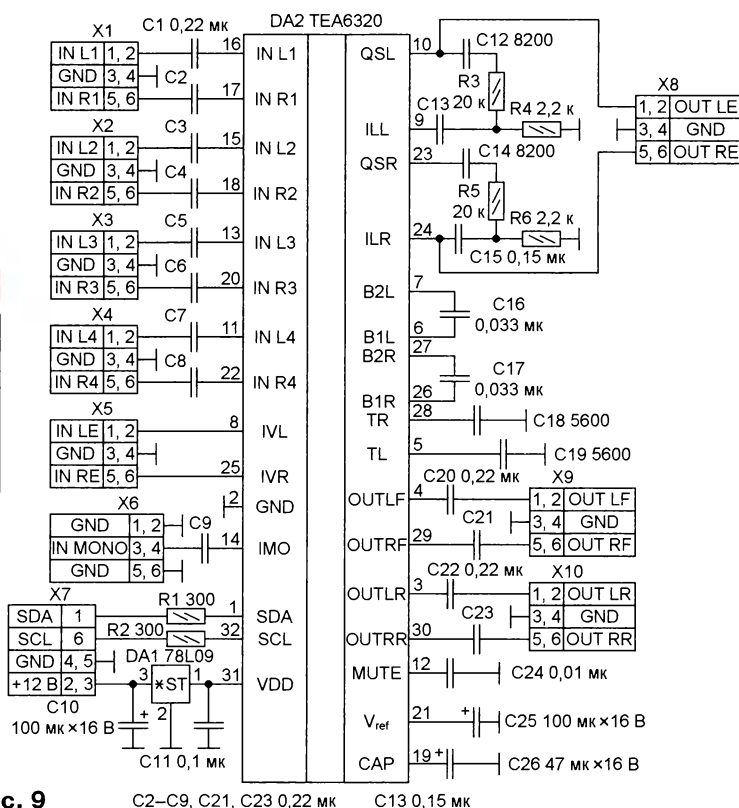 DA2 TEA6320
X1
C1 0,22 мк
IN L1 1, 2
GND 3, 4
IN R1 5, 6
C2
16 IN L1
17 IN R1
X2
C3
IN L2 1, 2
GND 3, 4
IN R2 5, 6
C4
15 IN L2
18 IN R2
X3
C5
IN L3 1, 2
GND 3, 4
IN R3 5, 6
C6
13 IN L3
20 IN R3
X4
C7
IN L4 1, 2
GND 3, 4
IN R4 5, 6
C8
11 IN L4
22 IN R4
X5
IN LE 1, 2
GND 3, 4
IN RE 5, 6
8 IVL
25 IVR
2 GND
X6
GND 1, 2
IN MONO 3, 4
GND 5, 6
C9
14 IMO
X7
SDA 1
SCL 6
GND 4, 5
+12 В 2, 3
R1 300
R2 300
1 SDA
32 SCL
DA1 78L09
3 *ST 1
2
31 VDD
C10
100 мк×16 В
+
C11 0,1 мк
QSL 10
C12 8200
R3
20 к
C13
R4 2,2 к
ILL 9
QSR 23
C14 8200
R5
20 к
R6 2,2 к
ILR 24
C15 0,15 мк
X8
1, 2 OUT LE
3, 4 GND
5, 6 OUT RE
B2L 7
C16
0,033 мк
B1L 6
B2R 27
C17
0,033 мк
B1R 26
TR 28
C18 5600
TL 5
C19 5600
OUTLF 4
C20 0,22 мк
X9
1, 2 OUT LF
3, 4 GND
5, 6 OUT RF
C21
OUTRF 29
OUTLR 3
C22 0,22 мк
X10
1, 2 OUT LR
3, 4 GND
5, 6 OUT RR
C23
OUTRR 30
MUTE 12
C24 0,01 мк
Vref 21
+
C25 100 мк×16 В
CAP 19
+
C26 47 мк×16 В
с. 9
C2–C9, C21, C23 0,22 мк
C13 0,15 мк